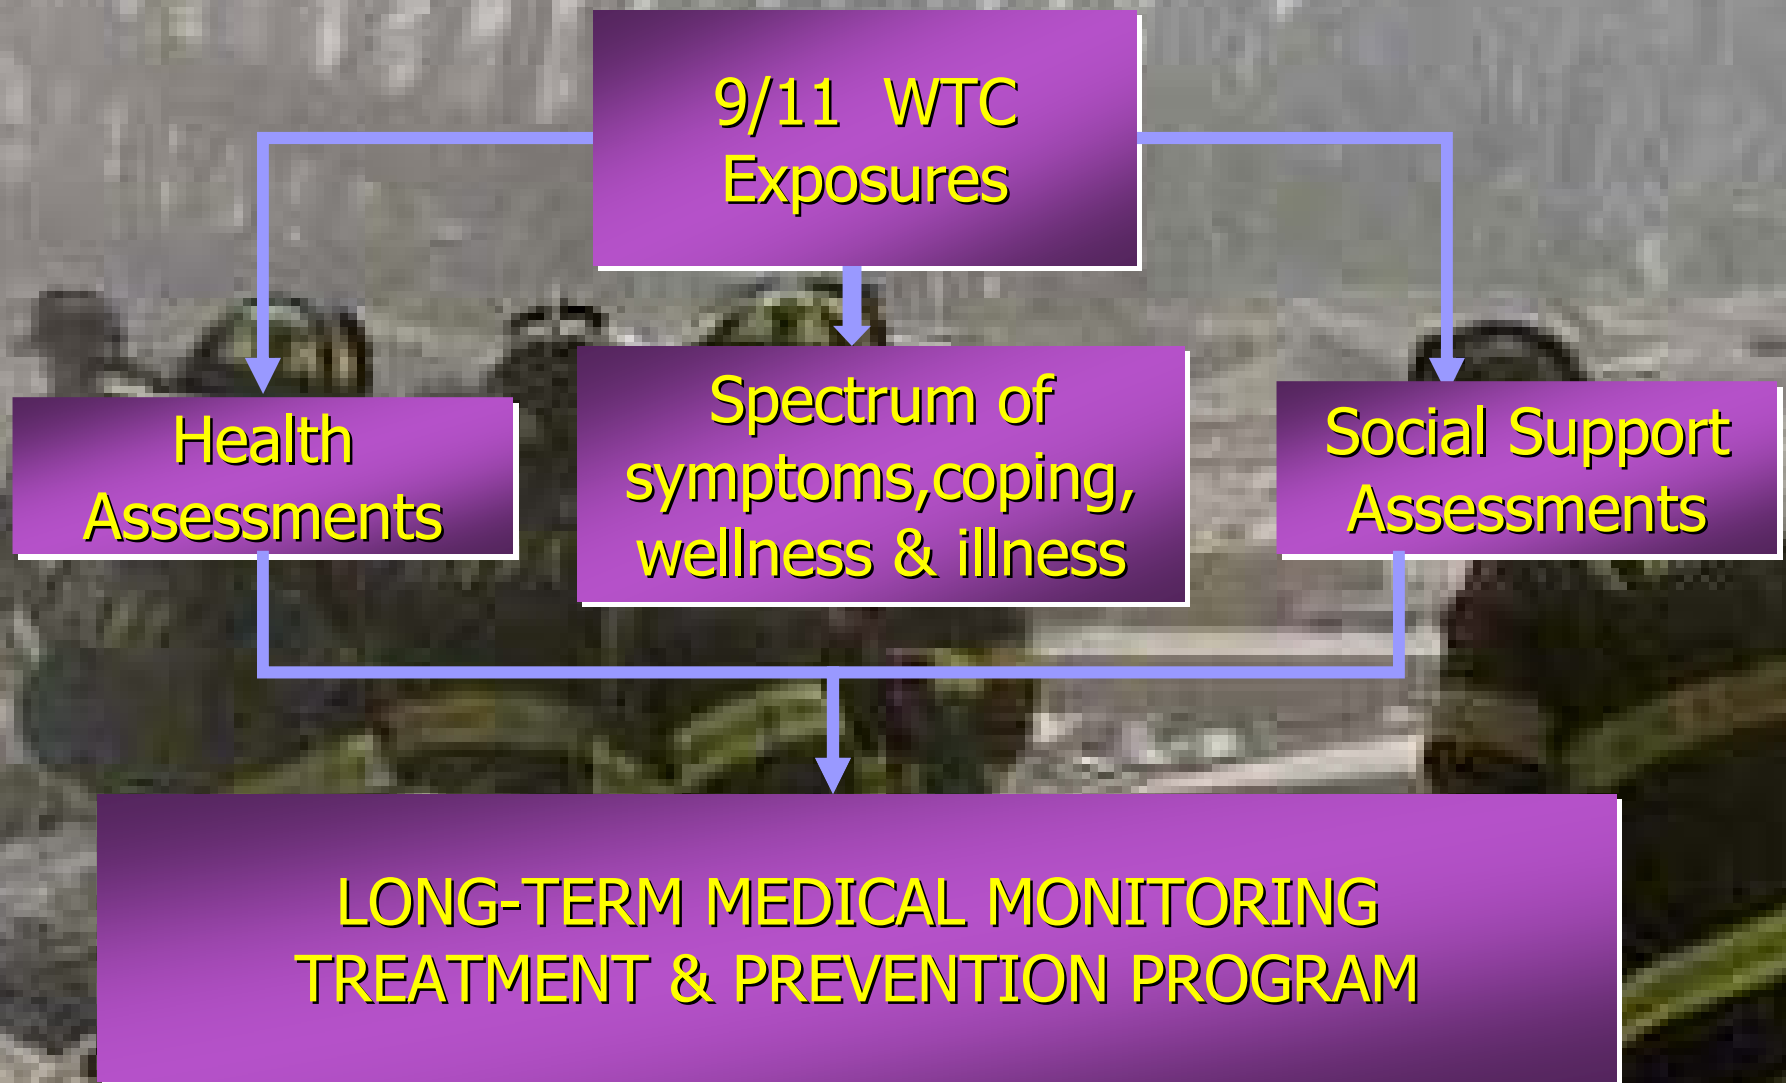 9/11 WTC
Exposures
Health
Assessments
Spectrum of
symptoms,coping,
wellness & illness
Social Support
Assessments
LONG-TERM MEDICAL MONITORING
TREATMENT & PREVENTION PROGRAM